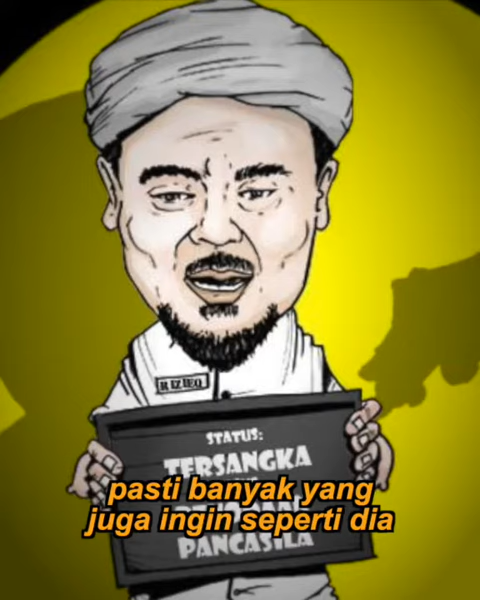 RIZIEQ
STATUS:
TERSANGKA
pasti banyak yang
juga ingin seperti dia
PANCASILA